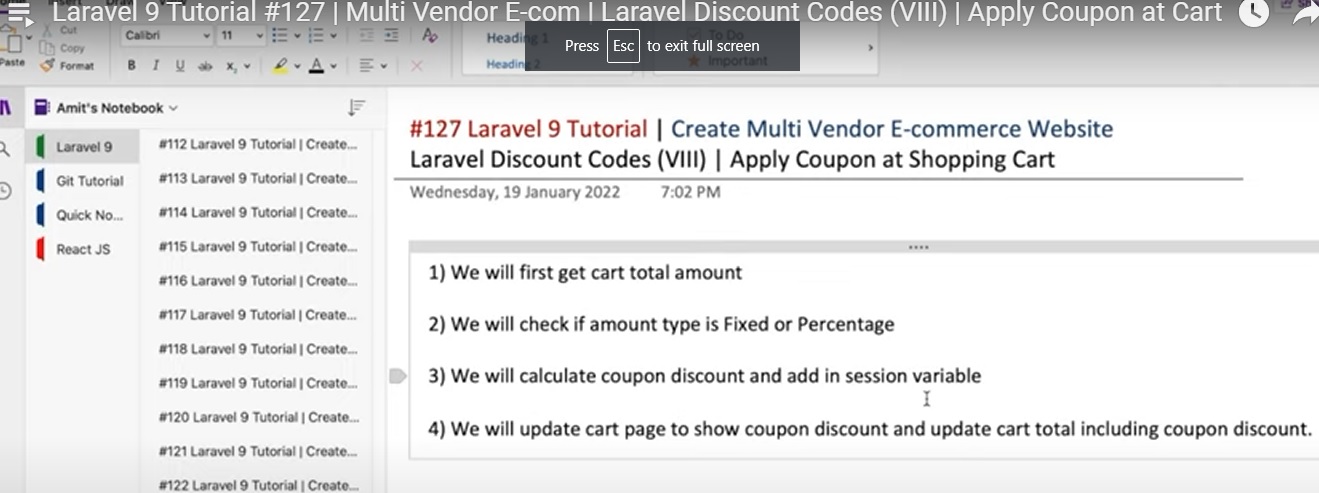 Laravel 9 Tutorial #127 | Multi Vendor E-com | Laravel Discount Codes (VIII) | Apply Coupon at Cart
Press Esc to exit full screen
Cut
Copy
Paste
Format
Calibri
11
B I U ab X₂ A
Heading 1
Heading 2
To Do
Important
Amit's Notebook
Laravel 9
Git Tutorial
Quick No...
React JS
#112 Laravel 9 Tutorial | Create...
#113 Laravel 9 Tutorial | Create...
#114 Laravel 9 Tutorial | Create...
#115 Laravel 9 Tutorial | Create...
#116 Laravel 9 Tutorial | Create...
#117 Laravel 9 Tutorial | Create...
#118 Laravel 9 Tutorial | Create...
#119 Laravel 9 Tutorial | Create...
#120 Laravel 9 Tutorial | Create...
#121 Laravel 9 Tutorial | Create...
#122 Laravel 9 Tutorial | Create...
#127 Laravel 9 Tutorial | Create Multi Vendor E-commerce Website
Laravel Discount Codes (VIII) | Apply Coupon at Shopping Cart
Wednesday, 19 January 2022 7:02 PM
1) We will first get cart total amount
2) We will check if amount type is Fixed or Percentage
3) We will calculate coupon discount and add in session variable
4) We will update cart page to show coupon discount and update cart total including coupon discount.